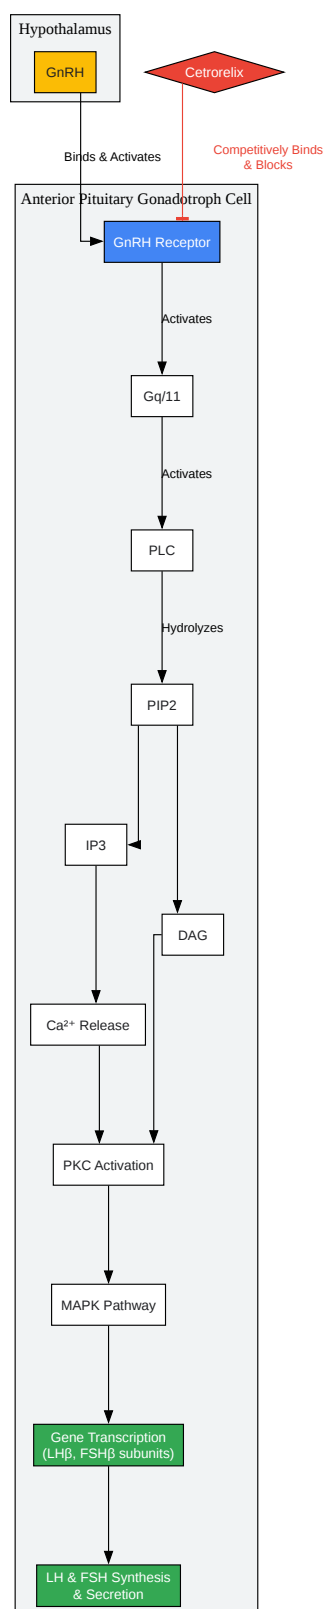 Hypothalamus
GnRH
Cetrorelix
Binds & Activates
Competitively Binds
& Blocks
Anterior Pituitary Gonadotroph Cell
GnRH Receptor
Activates
Gq/11
Activates
PLC
Hydrolyzes
PIP2
IP3
DAG
Ca²⁺ Release
PKC Activation
MAPK Pathway
Gene Transcription
(LHβ, FSHβ subunits)
LH & FSH Synthesis
& Secretion